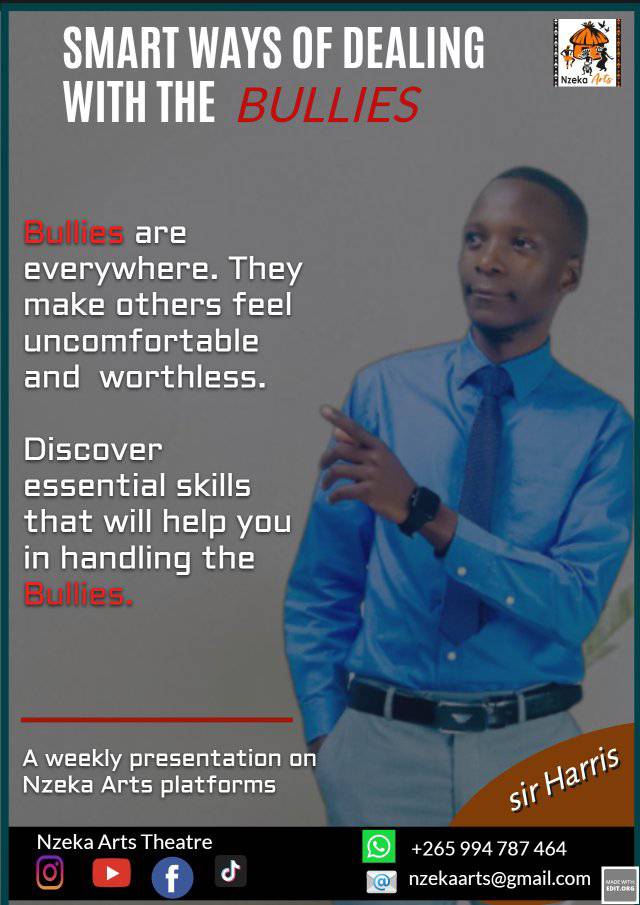 SMART WAYS OF DEALING
WITH THE BULLIES
Nzeka Arts
Bullies are
everywhere. They
make others feel
uncomfortable
and worthless.
Discover
essential skills
that will help you
in handling the
Bullies.
A weekly presentation on
Nzeka Arts platforms
sir Harris
Nzeka Arts Theatre
+265 994 787 464
nzekaarts@gmail.com
MADE WITH
EDIT.ORG